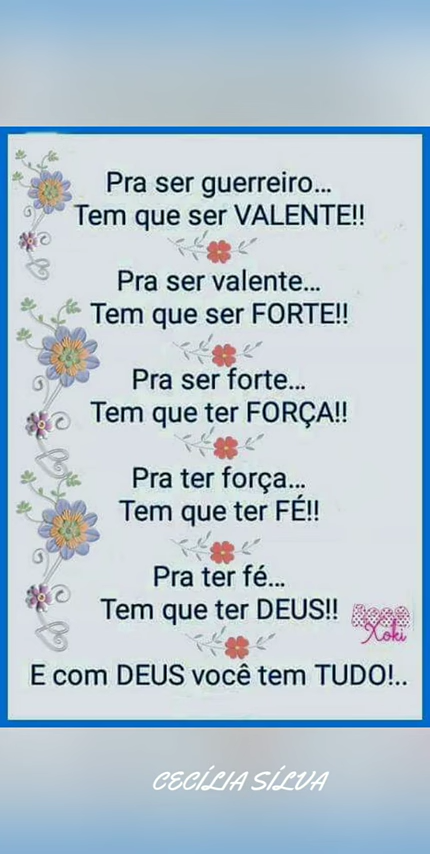 Pra ser guerreiro...
Tem que ser VALENTE!!
Pra ser valente...
Tem que ser FORTE!!
Pra ser forte...
Tem que ter FORÇA!!
Pra ter força...
Tem que ter FÉ!!
Pra ter fé...
Tem que ter DEUS!!
Xoki
E com DEUS você tem TUDO!..
CECÍLIA SÍLVA